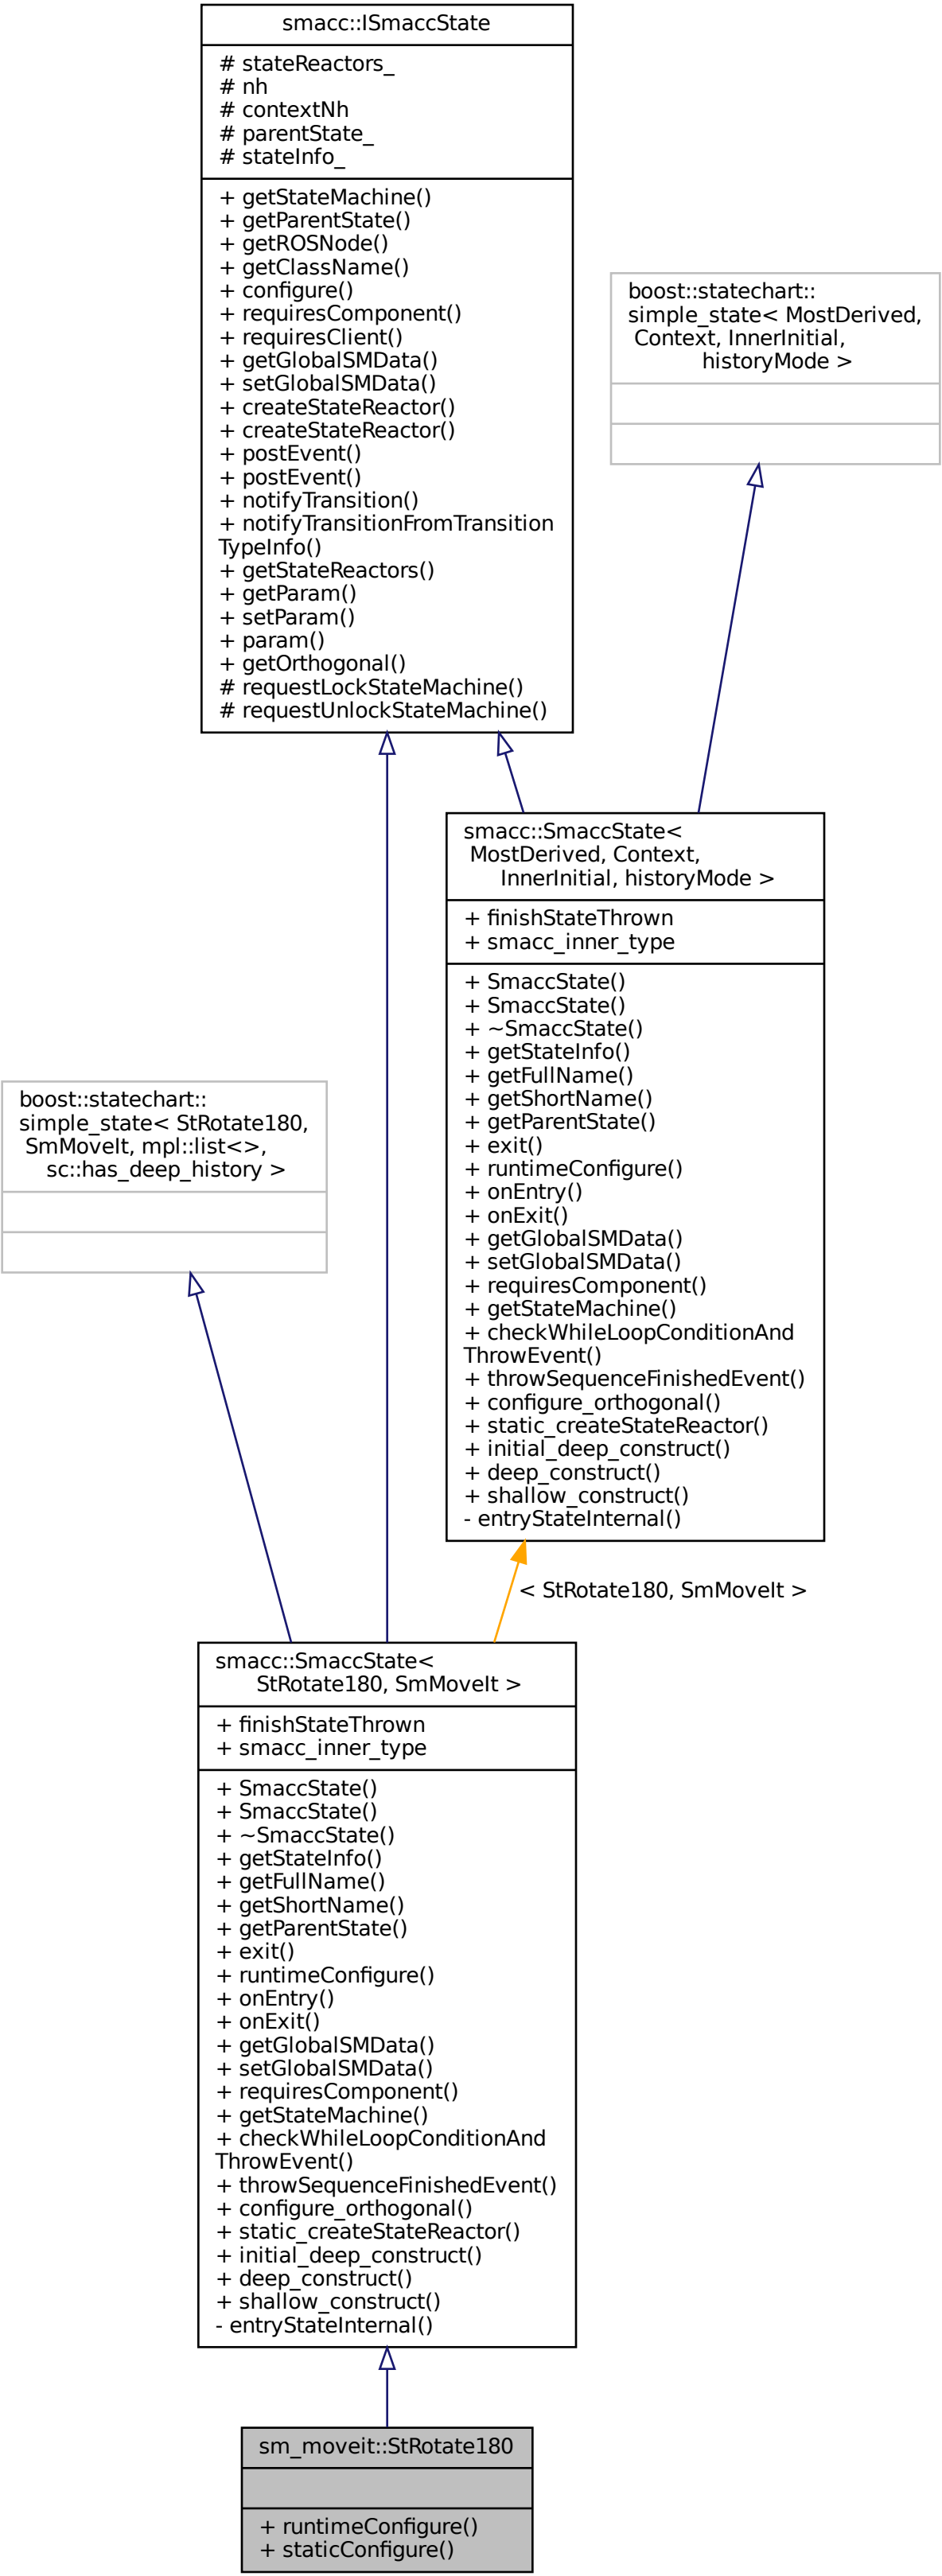 smacc::ISmaccState
# stateReactors_
# nh
# contextNh
# parentState_
# stateInfo_
+ getStateMachine()
+ getParentState()
+ getROSNode()
+ getClassName()
+ configure()
+ requiresComponent()
+ requiresClient()
+ getGlobalSMData()
+ setGlobalSMData()
+ createStateReactor()
+ createStateReactor()
+ postEvent()
+ postEvent()
+ notifyTransition()
+ notifyTransitionFromTransition
TypeInfo()
+ getStateReactors()
+ getParam()
+ setParam()
+ param()
+ getOrthogonal()
# requestLockStateMachine()
# requestUnlockStateMachine()
boost::statechart::
simple_state< MostDerived,
Context, InnerInitial,
historyMode >
smacc::SmaccState<
MostDerived, Context,
InnerInitial, historyMode >
+ finishStateThrown
+ smacc_inner_type
+ SmaccState()
+ SmaccState()
+ ~SmaccState()
+ getStateInfo()
+ getFullName()
+ getShortName()
+ getParentState()
+ exit()
+ runtimeConfigure()
+ onEntry()
+ onExit()
+ getGlobalSMData()
+ setGlobalSMData()
+ requiresComponent()
+ getStateMachine()
+ checkWhileLoopConditionAnd
ThrowEvent()
+ throwSequenceFinishedEvent()
+ configure_orthogonal()
+ static_createStateReactor()
+ initial_deep_construct()
+ deep_construct()
+ shallow_construct()
- entryStateInternal()
boost::statechart::
simple_state< StRotate180,
SmMoveIt, mpl::list<>,
sc::has_deep_history >
< StRotate180, SmMoveIt >
smacc::SmaccState<
StRotate180, SmMoveIt >
+ finishStateThrown
+ smacc_inner_type
+ SmaccState()
+ SmaccState()
+ ~SmaccState()
+ getStateInfo()
+ getFullName()
+ getShortName()
+ getParentState()
+ exit()
+ runtimeConfigure()
+ onEntry()
+ onExit()
+ getGlobalSMData()
+ setGlobalSMData()
+ requiresComponent()
+ getStateMachine()
+ checkWhileLoopConditionAnd
ThrowEvent()
+ throwSequenceFinishedEvent()
+ configure_orthogonal()
+ static_createStateReactor()
+ initial_deep_construct()
+ deep_construct()
+ shallow_construct()
- entryStateInternal()
sm_moveit::StRotate180
+ runtimeConfigure()
+ staticConfigure()